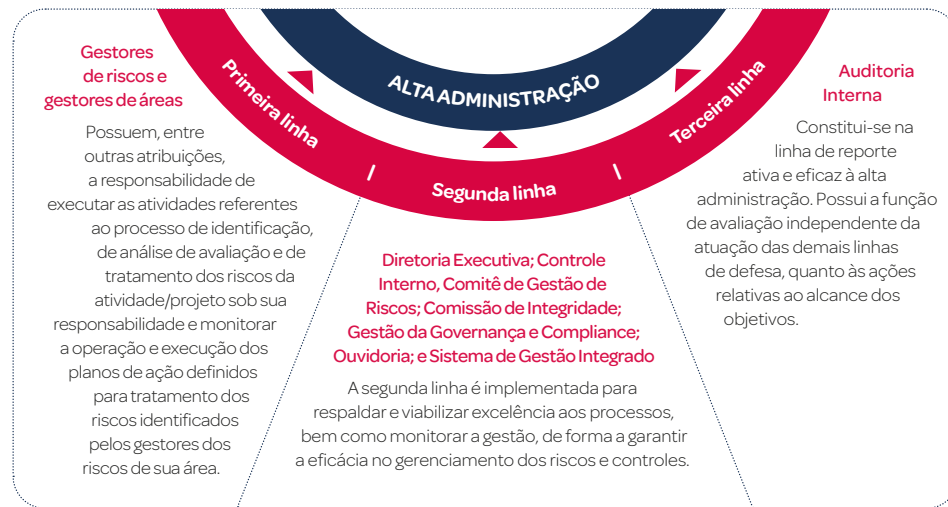 ALTA ADMINISTRAÇÃO
Primeira linha
Segunda linha
Terceira linha
Gestores
de riscos e
gestores de áreas
Possuem, entre
outras atribuições,
a responsabilidade de
executar as atividades referentes
ao processo de identificação,
de análise de avaliação e de
tratamento dos riscos da
atividade/projeto sob sua
responsabilidade e monitorar
a operação e execução dos
planos de ação definidos
para tratamento dos
riscos identificados
pelos gestores dos
riscos de sua área.
Diretoria Executiva; Controle
Interno, Comitê de Gestão de
Riscos; Comissão de Integridade;
Gestão da Governança e Compliance;
Ouvidoria; e Sistema de Gestão Integrado
A segunda linha é implementada para
respaldar e viabilizar excelência aos processos,
bem como monitorar a gestão, de forma a garantir
a eficácia no gerenciamento dos riscos e controles.
Auditoria
Interna
Constitui-se na
linha de reporte
ativa e eficaz à alta
administração. Possui a função
de avaliação independente da
atuação das demais linhas
de defesa, quanto às ações
relativas ao alcance dos
objetivos.